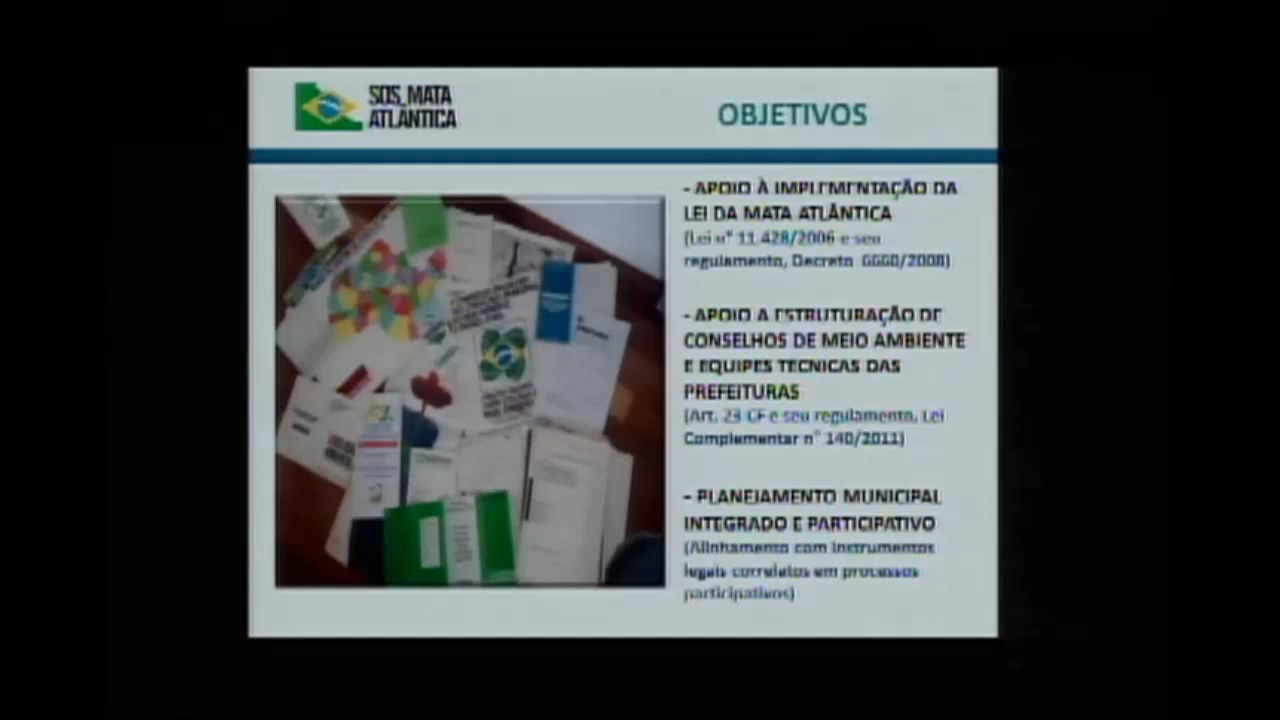 SOS MATA
ATLÂNTICA
OBJETIVOS
- APOIO À IMPLEMENTAÇÃO DA
LEI DA MATA ATLÂNTICA
(Lei n° 11.428/2006 e seu
regulamento, Decreto 6660/2008)
- APOIO A ESTRUTURAÇÃO DE
CONSELHOS DE MEIO AMBIENTE
E EQUIPES TECNICAS DAS
PREFEITURAS
(Art. 23 CF e seu regulamento, Lei
Complementar n° 140/2011)
- PLANEJAMENTO MUNICIPAL
INTEGRADO E PARTICIPATIVO
(Alinhamento com instrumentos
legais correlatos em processos
participativos)